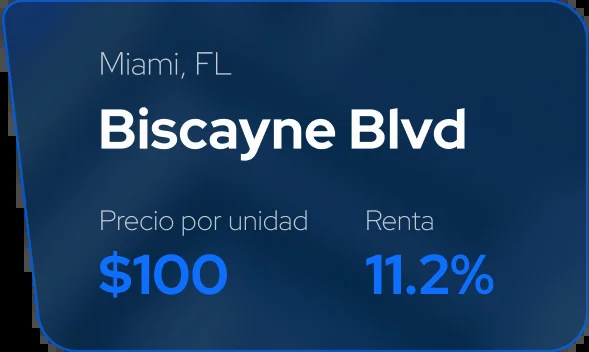 Miami, FL
Biscayne Blvd
Precio por unidad Renta
$100 11.2%